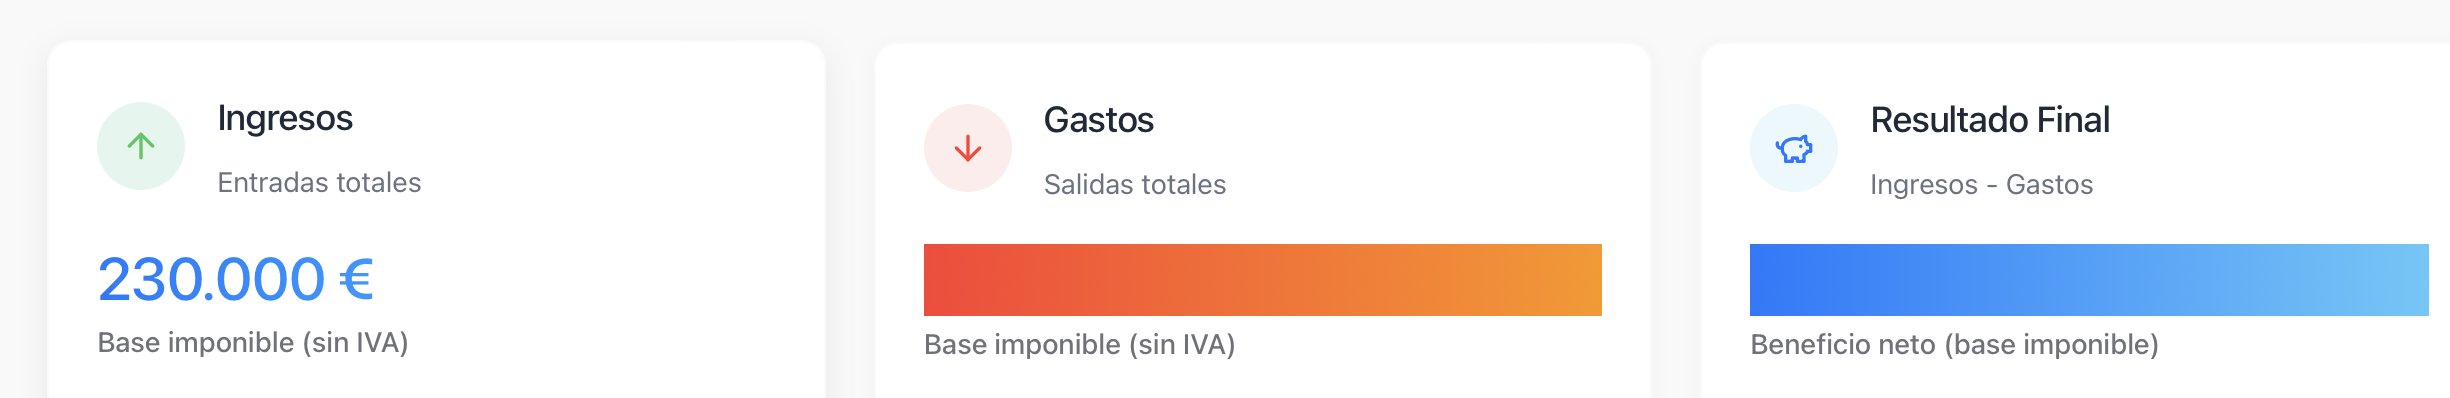 Ingresos
Entradas totales
230.000 €
Base imponible (sin IVA)
Gastos
Salidas totales
Base imponible (sin IVA)
Resultado Final
Ingresos - Gastos
Beneficio neto (base imponible)